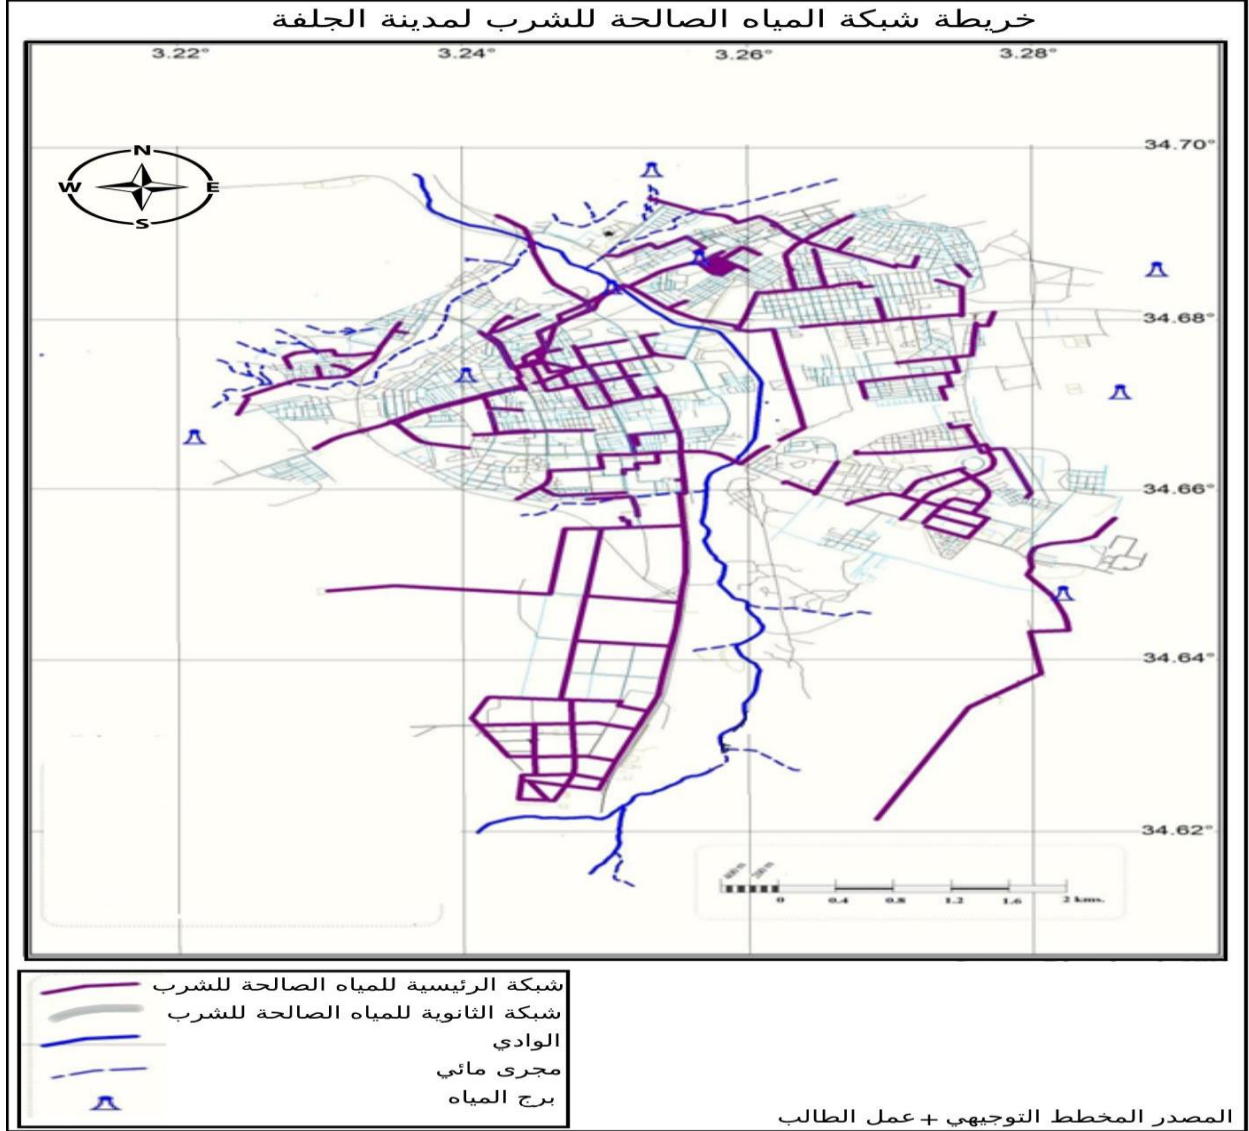 خريطة شبكة المياه الصالحة للشرب لمدينة الجلفة
3.22° 3.24° 3.26° 3.28°
N
W E
S
34.70°
34.68°
34.66°
34.64°
34.62°
400 m 200 m
0 0.4 0.8 1.2 1.6 2 kms.
شبكة الرئيسية للمياه الصالحة للشرب
شبكة الثانوية للمياه الصالحة للشرب
الوادي
مجرى مائي
برج المياه
المصدر المخطط التوجيهي + عمل الطالب